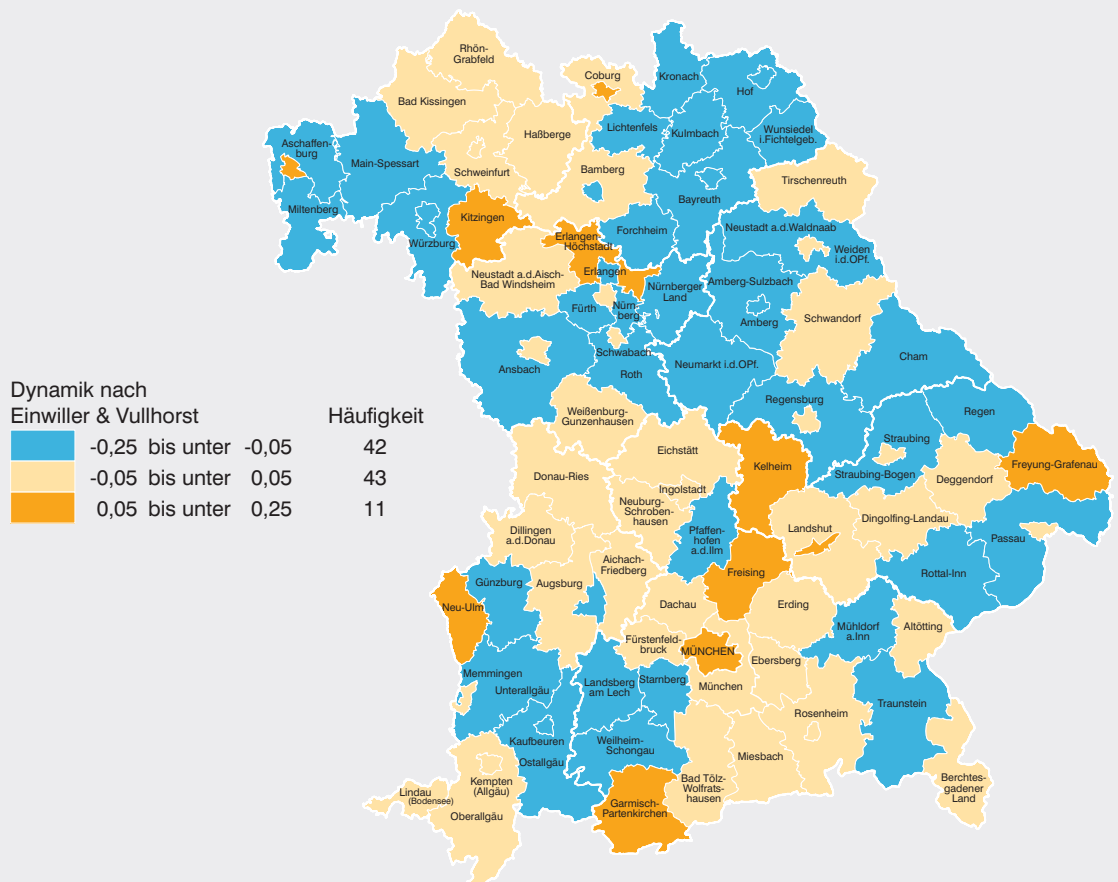 Rhön-
Grabfeld
Coburg
Kronach
Hof
Bad Kissingen
Lichtenfels
Kulmbach
Wunsiedel
i.Fichtelgeb.
Haßberge
Aschaffen-
burg
Main-Spessart
Schweinfurt
Bamberg
Tirschenreuth
Bayreuth
Miltenberg
Kitzingen
Würzburg
Erlangen-
Höchstadt
Forchheim
Neustadt a.d.Waldnaab
Weiden
i.d.OPf.
Erlangen
Neustadt a.d.Aisch-
Bad Windsheim
Nürnberger
Land
Amberg-Sulzbach
Fürth
Nürn-
berg
Amberg
Schwandorf
Schwabach
Ansbach
Roth
Neumarkt i.d.OPf.
Cham
Dynamik nach
Einwiller & Vullhorst
Häufigkeit
-0,25 bis unter -0,05 42
-0,05 bis unter 0,05 43
0,05 bis unter 0,25 11
Regensburg
Weißenburg-
Gunzenhausen
Regen
Straubing
Eichstätt
Kelheim
Freyung-Grafenau
Straubing-Bogen
Deggendorf
Donau-Ries
Ingolstadt
Neuburg-
Schroben-
hausen
Dingolfing-Landau
Landshut
Dillingen
a.d.Donau
Pfaffen-
hofen
a.d.Ilm
Passau
Aichach-
Friedberg
Freising
Rottal-Inn
Günzburg
Augsburg
Neu-Ulm
Dachau
Erding
Mühldorf
a.Inn
Altötting
Fürstenfeld-
bruck
MÜNCHEN
Ebersberg
Memmingen
Unterallgäu
Landsberg
am Lech
Starnberg
München
Traunstein
Rosenheim
Kaufbeuren
Ostallgäu
Weilheim-
Schongau
Miesbach
Kempten
(Allgäu)
Bad Tölz-
Wolfrats-
hausen
Berchtes-
gadener
Land
Lindau
(Bodensee)
Oberallgäu
Garmisch-
Partenkirchen